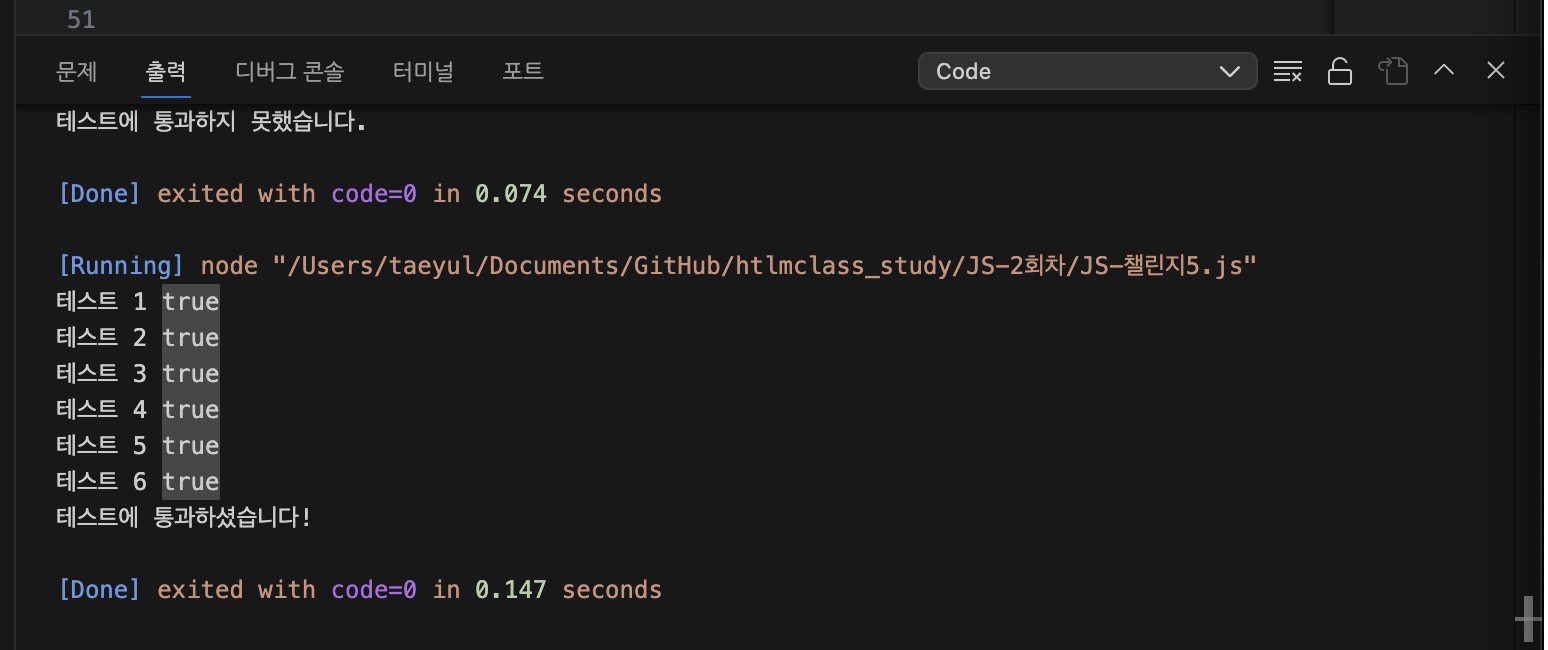 51
문제 출력 디버그 콘솔 터미널 포트 Code
테스트에 통과하지 못했습니다.
[Done] exited with code=0 in 0.074 seconds
[Running] node "/Users/taeyul/Documents/GitHub/htlmclass_study/JS-2회차/JS-챌린지5.js"
테스트 1 true
테스트 2 true
테스트 3 true
테스트 4 true
테스트 5 true
테스트 6 true
테스트에 통과하셨습니다!
[Done] exited with code=0 in 0.147 seconds